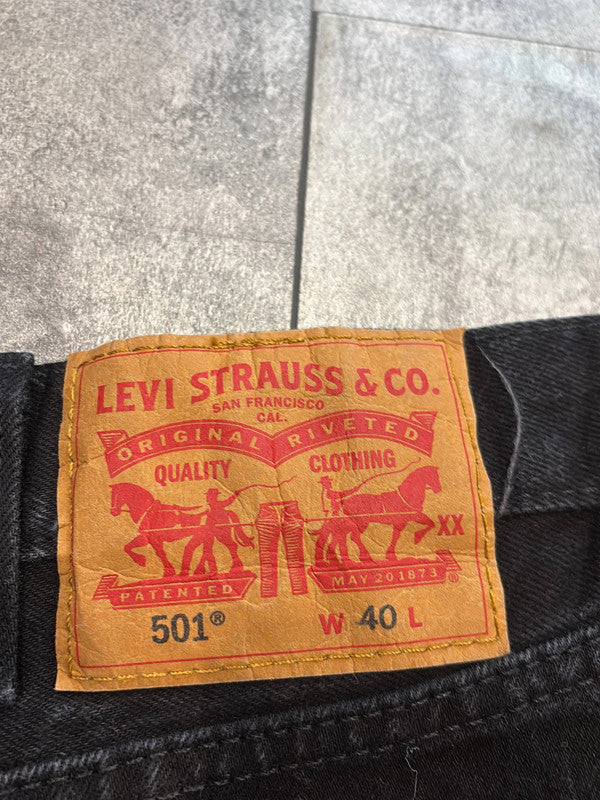 LEVI STRAUSS & CO.
SAN FRANCISCO
CAL.
ORIGINAL RIVETED
QUALITY CLOTHING
XX
PATENTED MAY 20 1873 ®
501® W 40 L